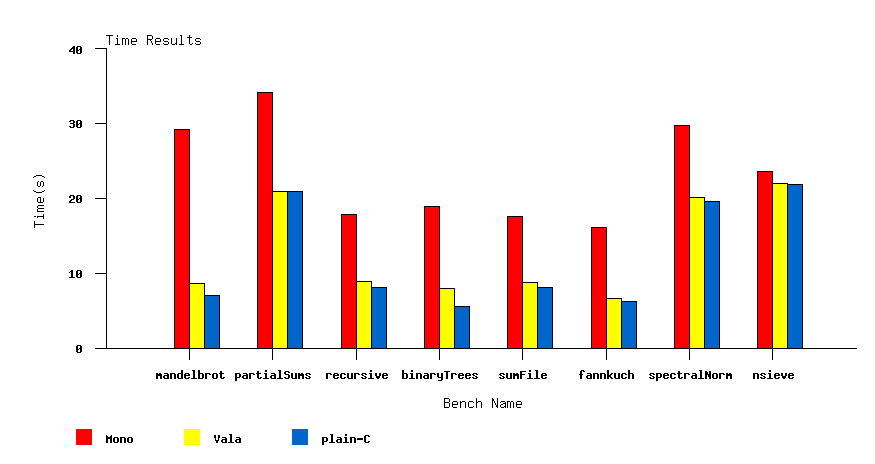 Time Results
40
30
20
10
0
Time(s)
mandelbrot partialSums recursive binaryTrees sumFile fannkuch spectralNorm nsieve
Bench Name
Mono Vala plain-C